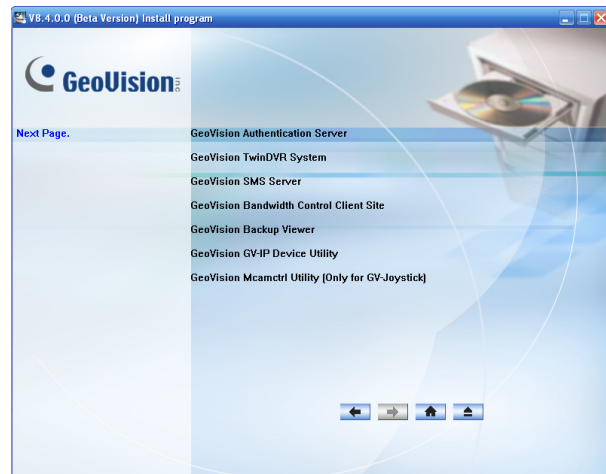 V8.4.0.0 (Beta Version) Install program
GeoVision Inc
Next Page.
GeoVision Authentication Server
GeoVision TwinDVR System
GeoVision SMS Server
GeoVision Bandwidth Control Client Site
GeoVision Backup Viewer
GeoVision GV-IP Device Utility
GeoVision Mcamctrl Utility (Only for GV-Joystick)